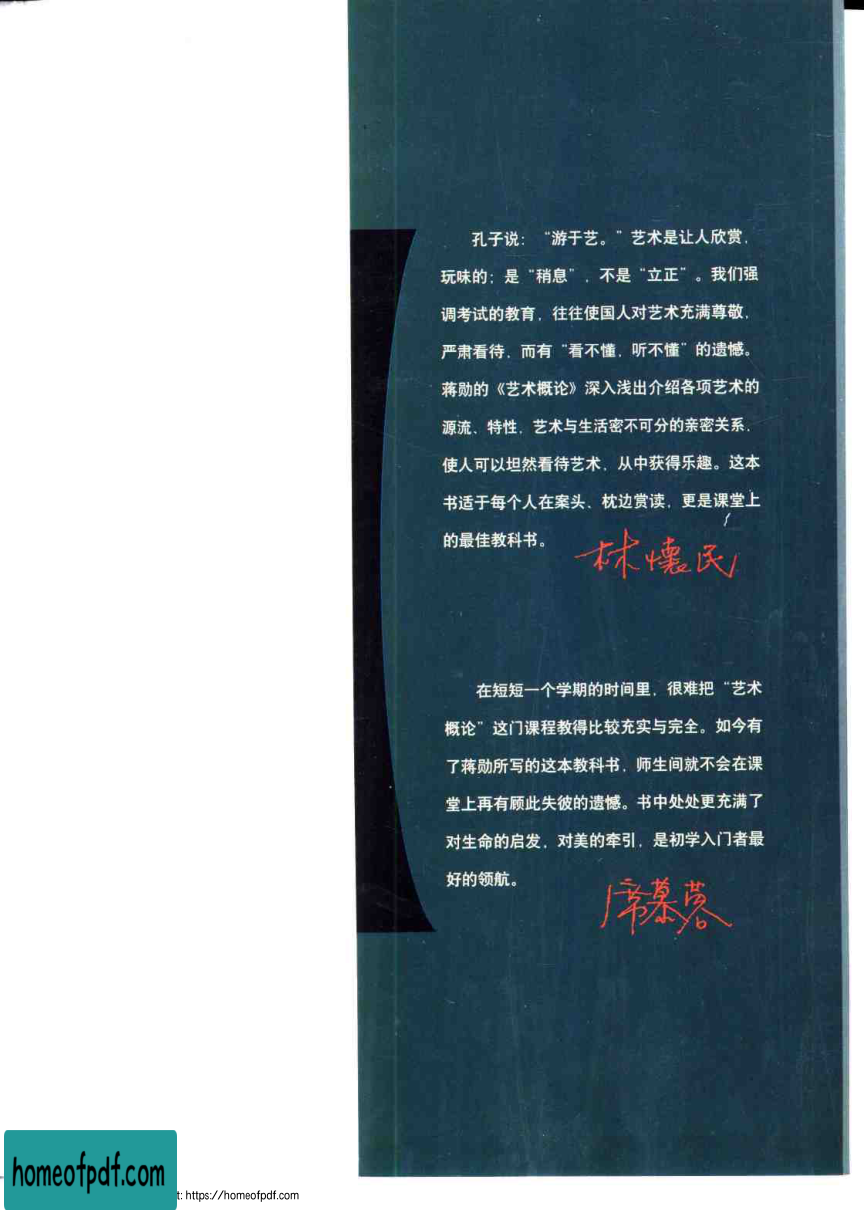 孔子说：“游于艺。”艺术是让人欣赏，
玩味的；是“稍息”，不是“立正”。我们强
调考试的教育，往往使国人对艺术充满尊敬，
严肃看待，而有“看不懂，听不懂”的遗憾。
蒋勋的《艺术概论》深入浅出介绍各项艺术的
源流、特性，艺术与生活密不可分的亲密关系，
使人可以坦然看待艺术，从中获得乐趣。这本
书适于每个人在案头、枕边赏读，更是课堂上
的最佳教科书。
林懷民
在短短一个学期的时间里，很难把“艺术
概论”这门课程教得比较充实与完全。如今有
了蒋勋所写的这本教科书，师生间就不会在课
堂上再有顾此失彼的遗憾。书中处处更充满了
对生命的启发，对美的牵引，是初学入门者最
好的领航。
席慕蓉
homeofpdf.com
t: https://homeofpdf.com